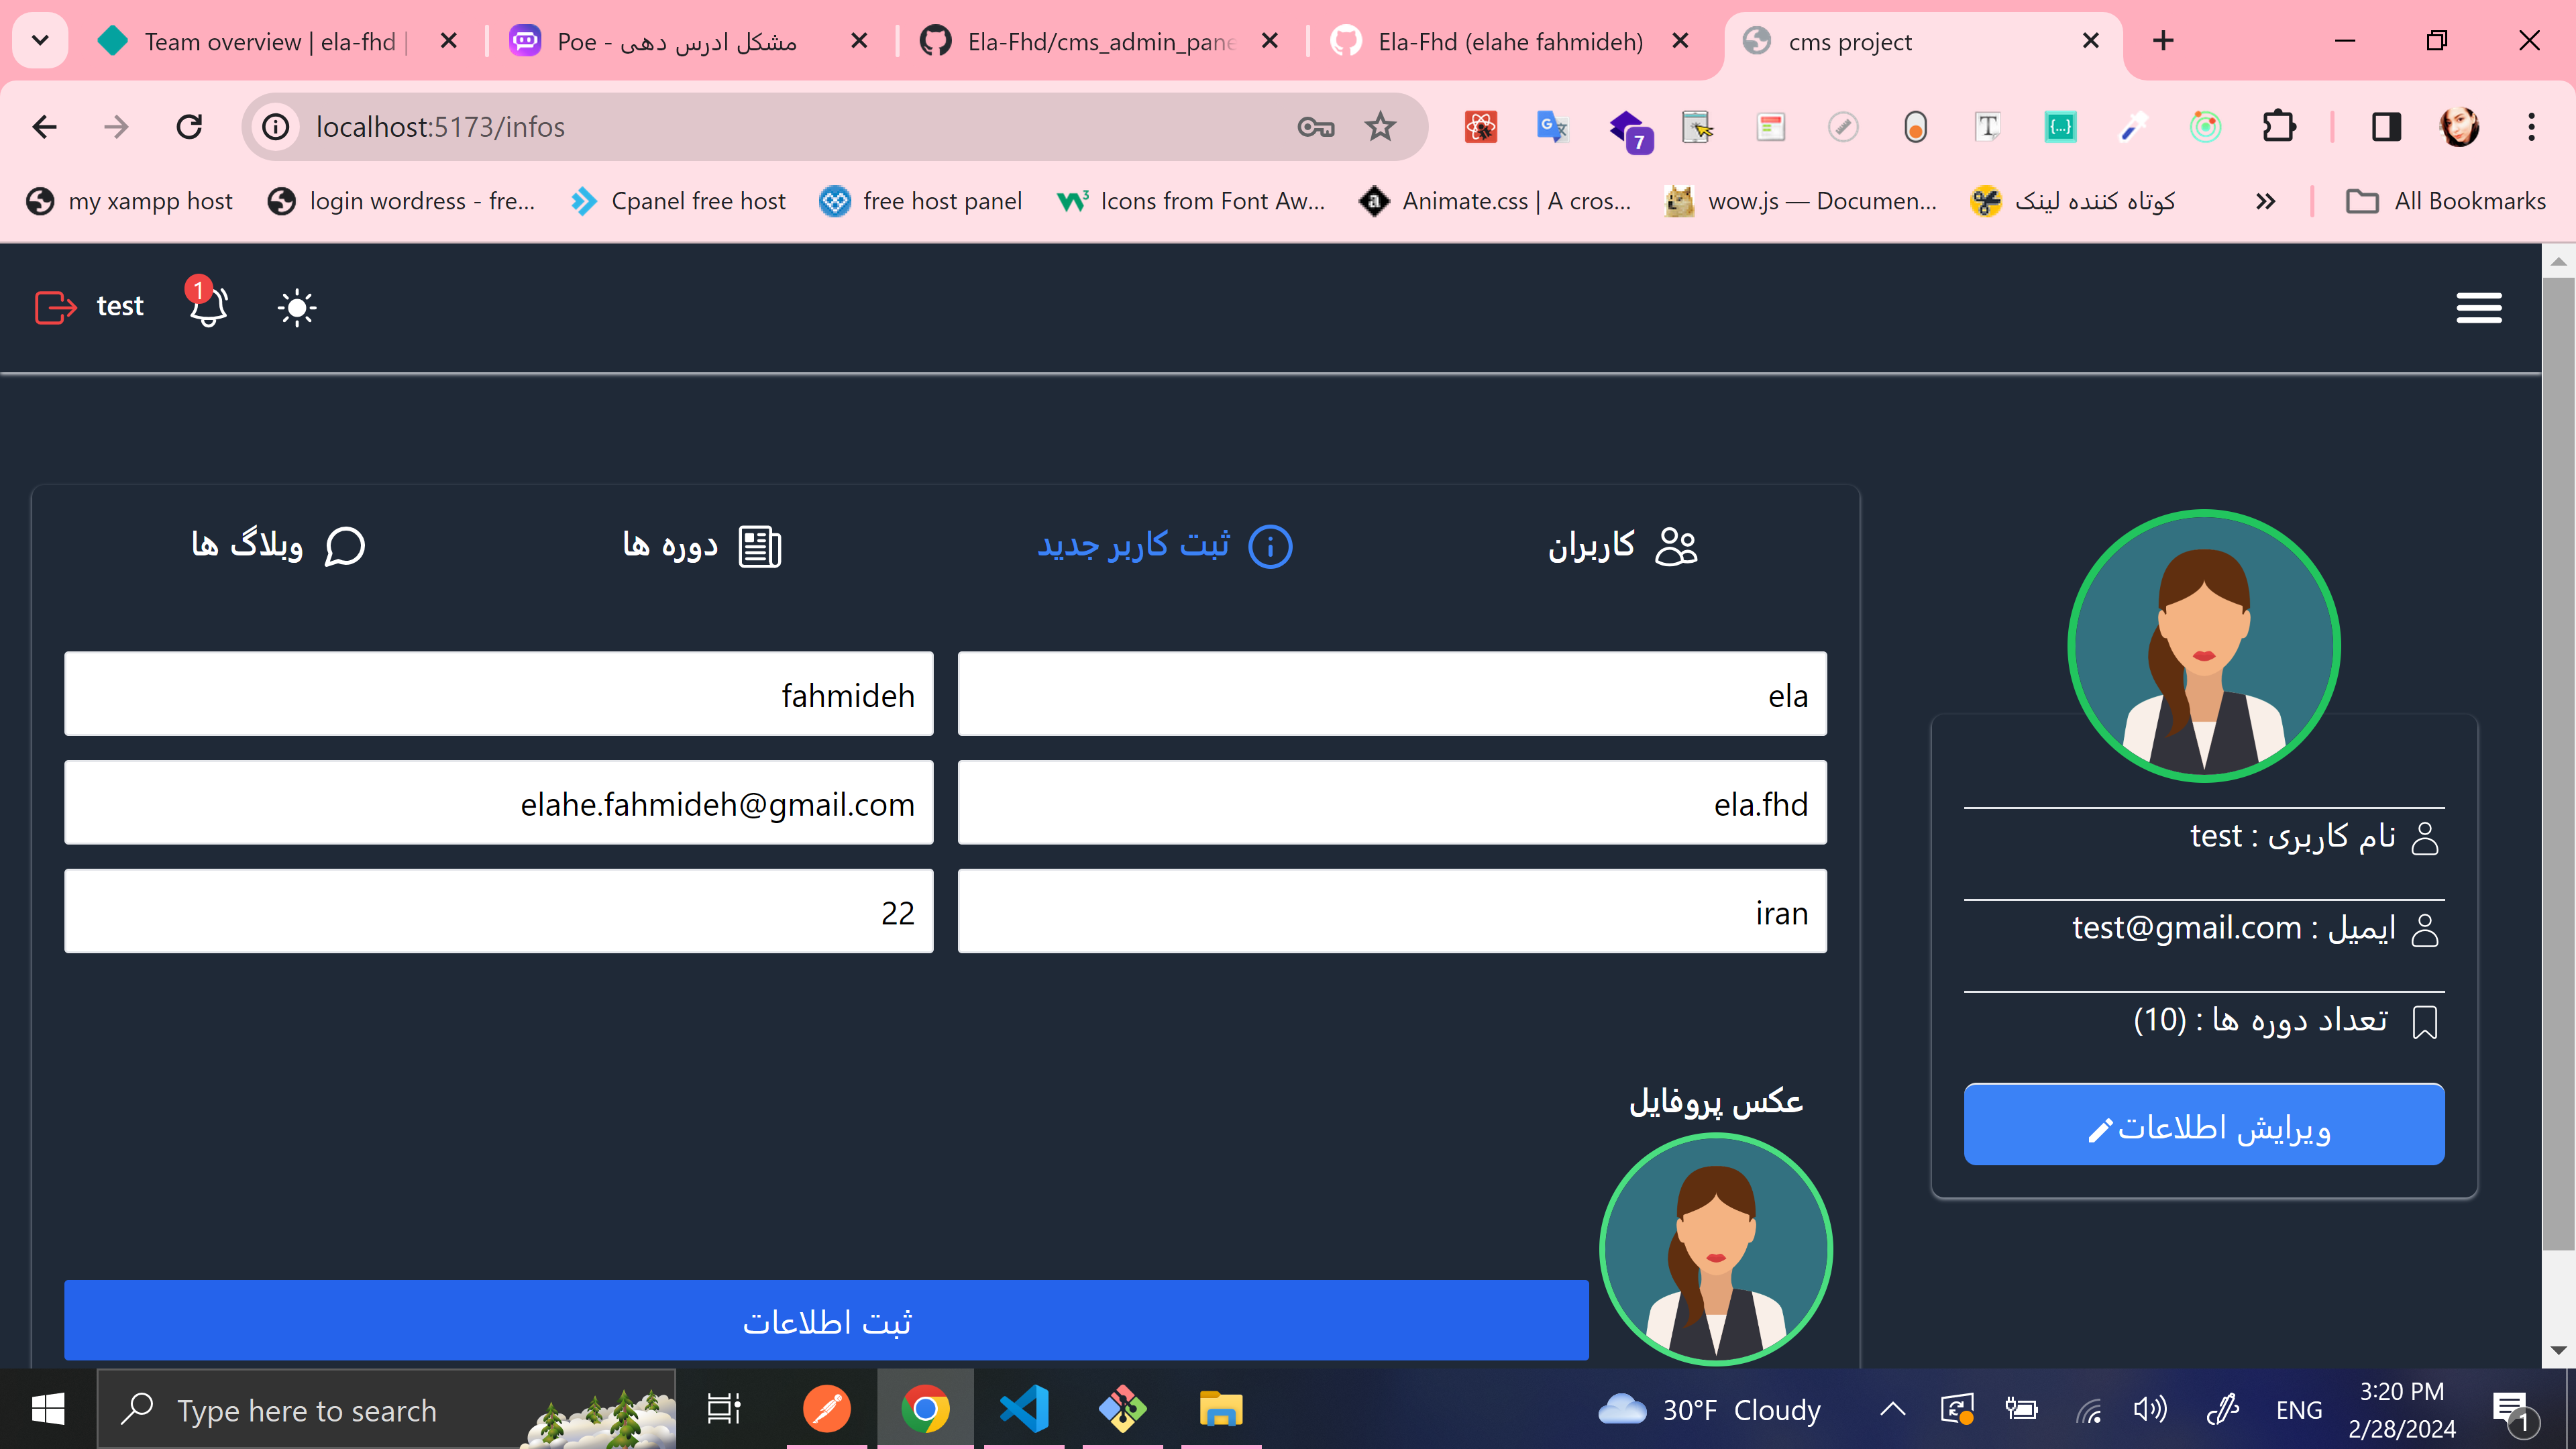 Team overview | ela-fhd |
Poe - مشکل ادرس دهی
Ela-Fhd/cms_admin_pane
Ela-Fhd (elahe fahmideh)
cms project
localhost:5173/infos
7
my xampp host
login wordress - fre...
Cpanel free host
free host panel
Icons from Font Aw...
Animate.css | A cros...
wow.js — Documen...
کوتاه کننده لینک
All Bookmarks
test
1
کاربران
ثبت کاربر جدید
دوره ها
وبلاگ ها
ela
fahmideh
ela.fhd
elahe.fahmideh@gmail.com
iran
22
عکس پروفایل
ثبت اطلاعات
نام کاربری : test
ایمیل : test@gmail.com
تعداد دوره ها : (10)
ویرایش اطلاعات
Type here to search
30°F Cloudy
ENG
3:20 PM
2/28/2024
1